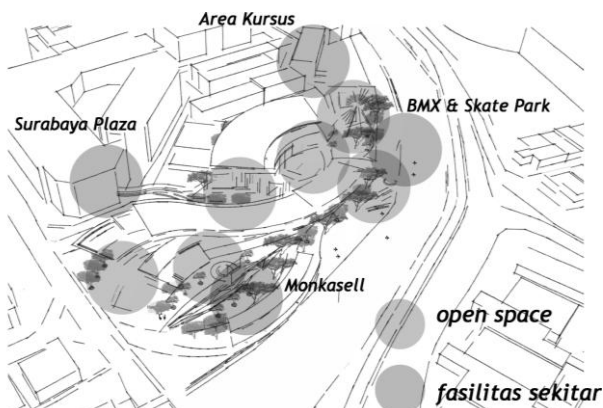 Area Kursus
BMX & Skate Park
Surabaya Plaza
Monkasell
open space
fasilitas sekitar